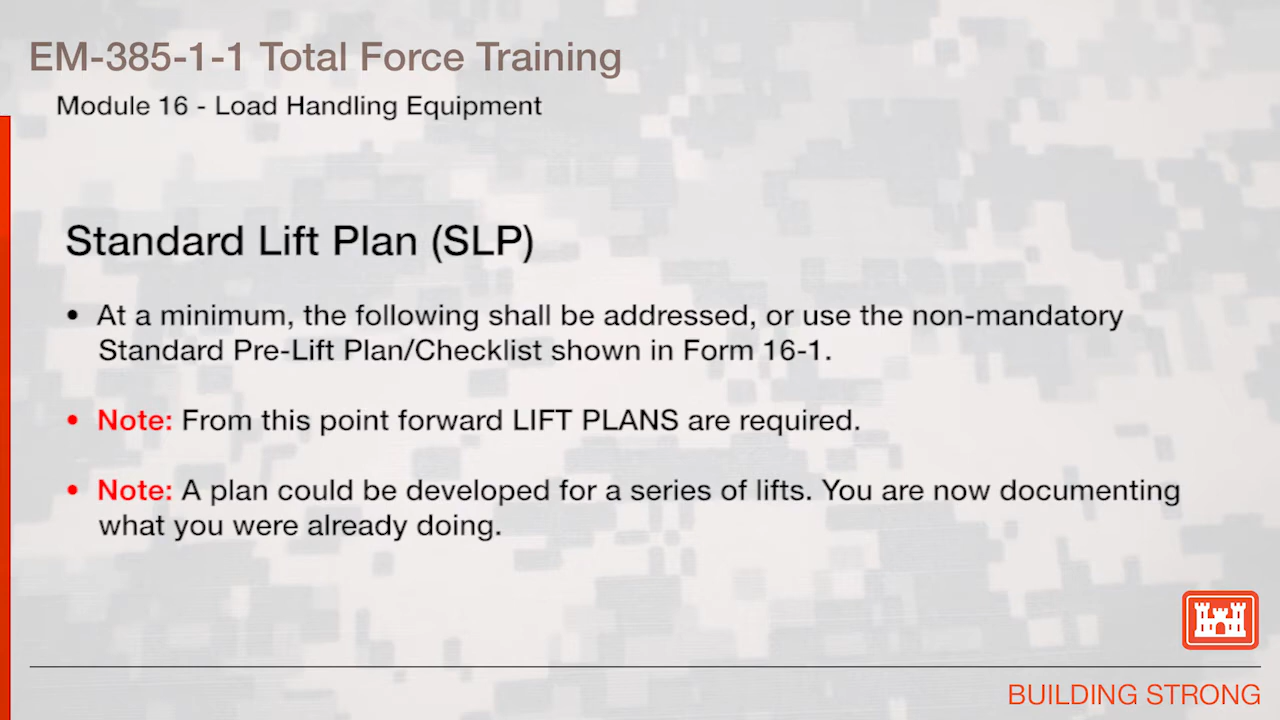 EM-385-1-1 Total Force Training
Module 16 - Load Handling Equipment
Standard Lift Plan (SLP)
• At a minimum, the following shall be addressed, or use the non-mandatory
Standard Pre-Lift Plan/Checklist shown in Form 16-1.
• Note: From this point forward LIFT PLANS are required.
• Note: A plan could be developed for a series of lifts. You are now documenting
what you were already doing.
BUILDING STRONG